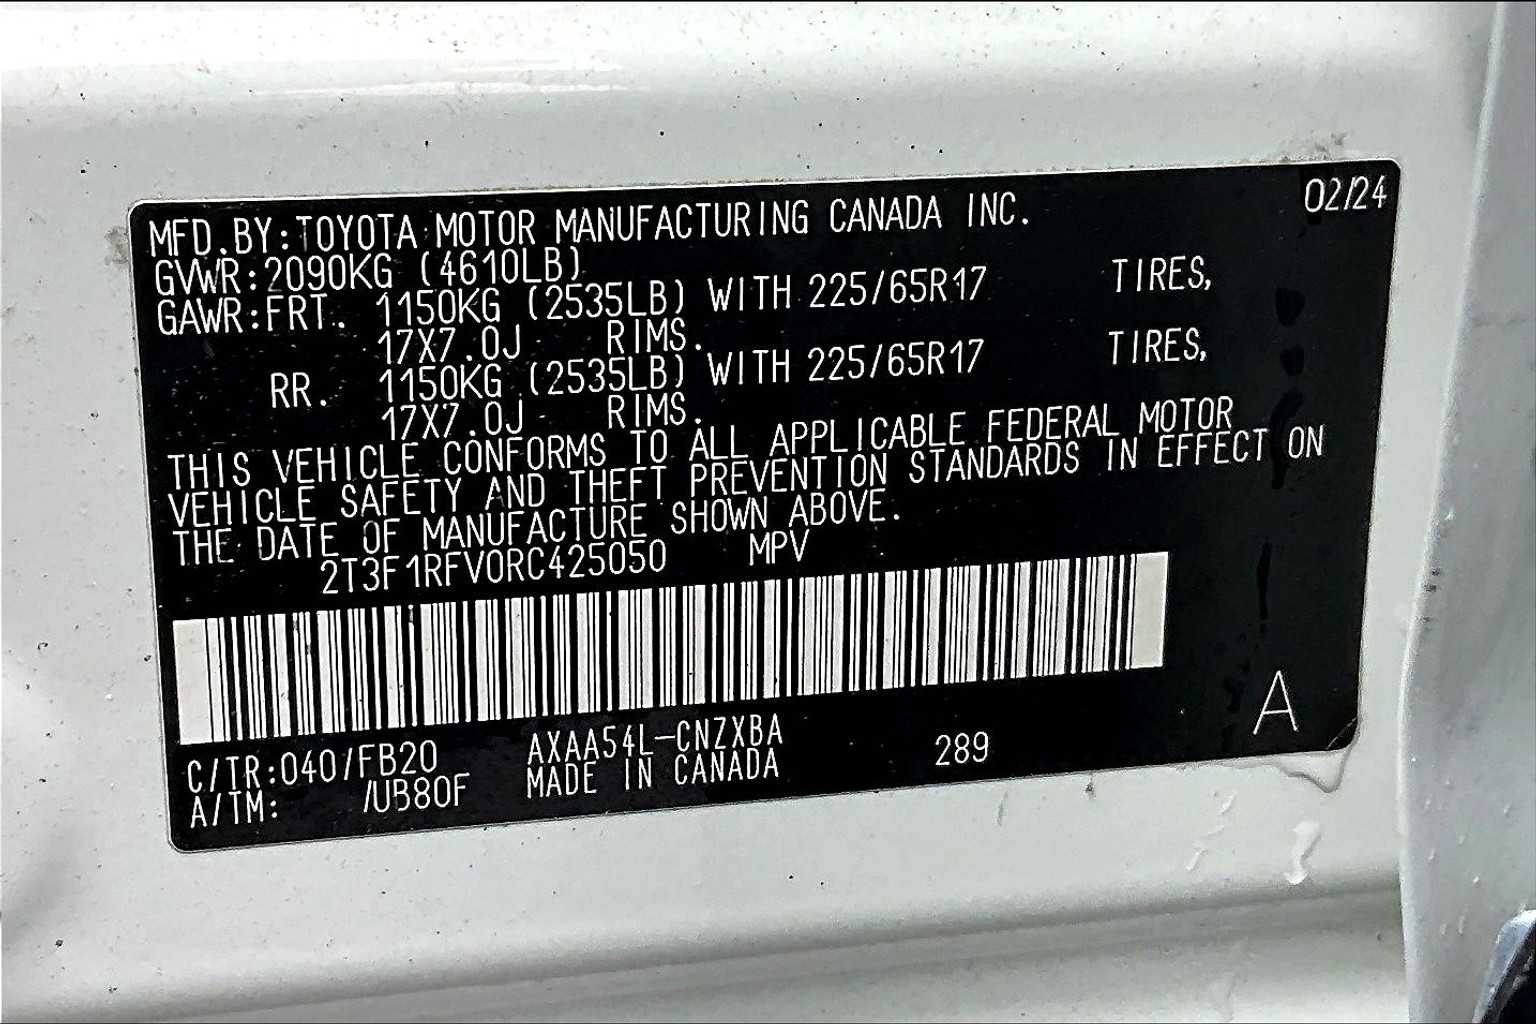 02/24
MFD.BY:TOYOTA MOTOR MANUFACTURING CANADA INC.
GVWR:2090KG (4610LB)
GAWR:FRT. 1150KG (2535LB) WITH 225/65R17 TIRES,
17X7.0J RIMS.
RR. 1150KG (2535LB) WITH 225/65R17 TIRES,
17X7.0J RIMS.
THIS VEHICLE CONFORMS TO ALL APPLICABLE FEDERAL MOTOR
VEHICLE SAFETY AND THEFT PREVENTION STANDARDS IN EFFECT ON
THE DATE OF MANUFACTURE SHOWN ABOVE.
2T3F1RFV0RC425050 MPV
C/TR:040/FB20 AXAA54L-CNZXBA
A/TM: /UB80F MADE IN CANADA 289
A